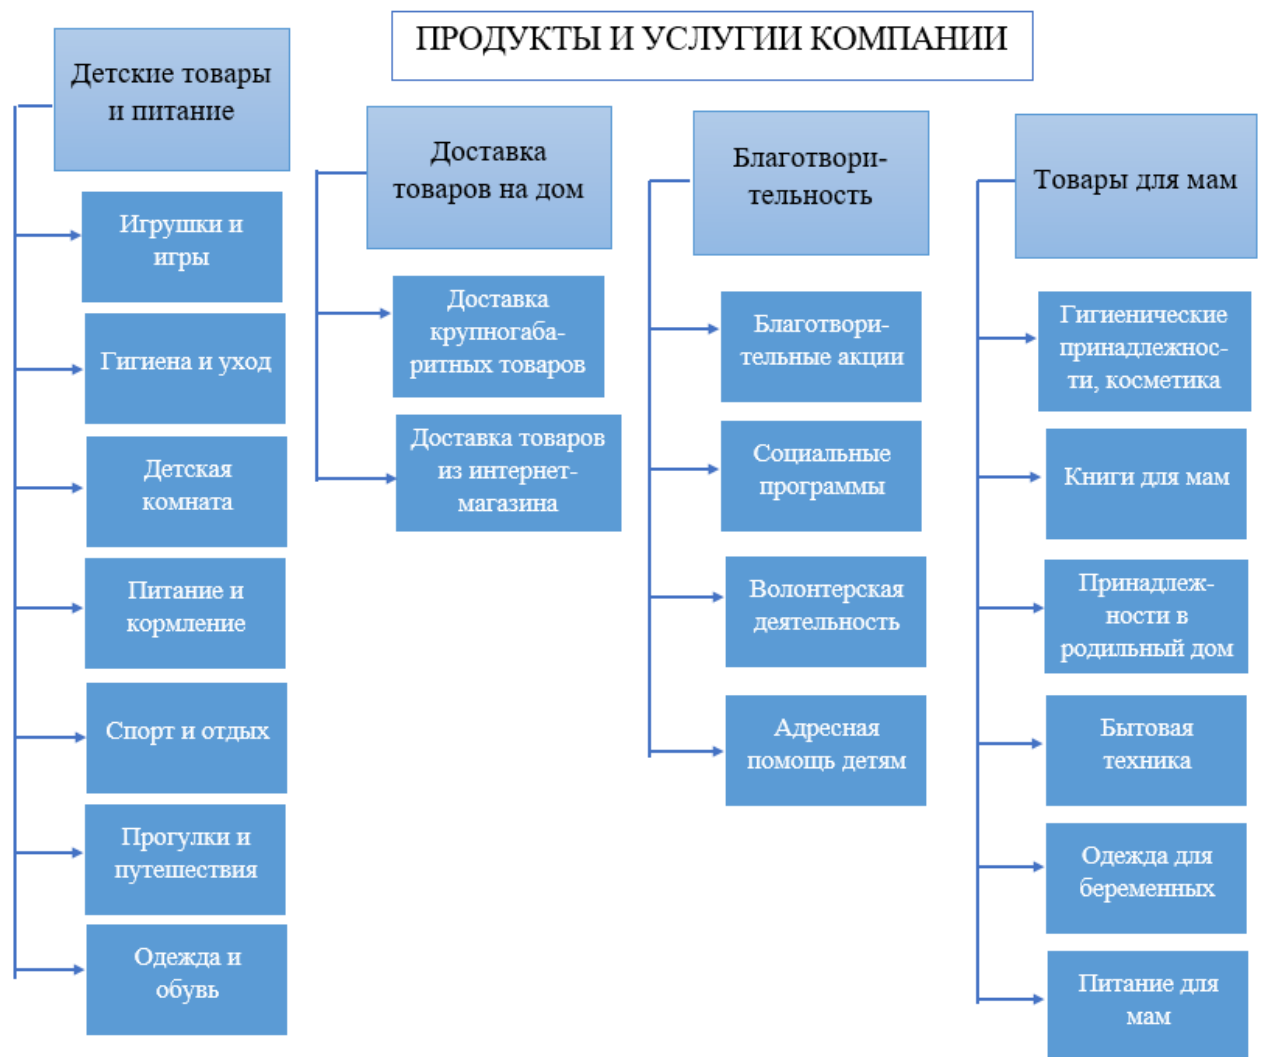 ПРОДУКТЫ И УСЛУГИИ КОМПАНИИ
Детские товары
и питание
Игрушки и
игры
Гигиена и уход
Детская
комната
Питание и
кормление
Спорт и отдых
Прогулки и
путешествия
Одежда и
обувь
Доставка
товаров на дом
Доставка
крупногаба-
ритных товаров
Доставка товаров
из интернет-
магазина
Благотвори-
тельность
Благотвори-
тельные акции
Социальные
программы
Волонтерская
деятельность
Адресная
помощь детям
Товары для мам
Гигиенические
принадлежнос-
ти, косметика
Книги для мам
Принадлеж-
ности в
родильный дом
Бытовая
техника
Одежда для
беременных
Питание для
мам